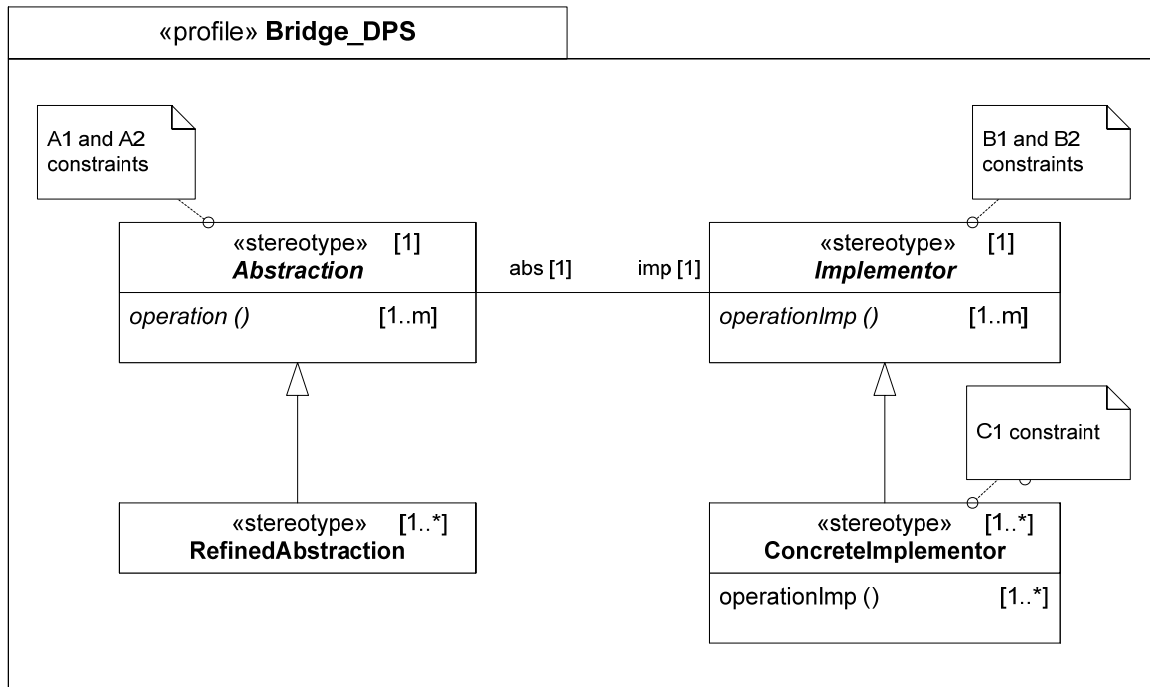 «profile» Bridge_DPS
A1 and A2
constraints
B1 and B2
constraints
«stereotype» [1]
Abstraction
operation () [1..m]
abs [1] imp [1]
«stereotype» [1]
Implementor
operationImp () [1..m]
C1 constraint
«stereotype» [1..*]
RefinedAbstraction
«stereotype» [1..*]
ConcreteImplementor
operationImp () [1..*]